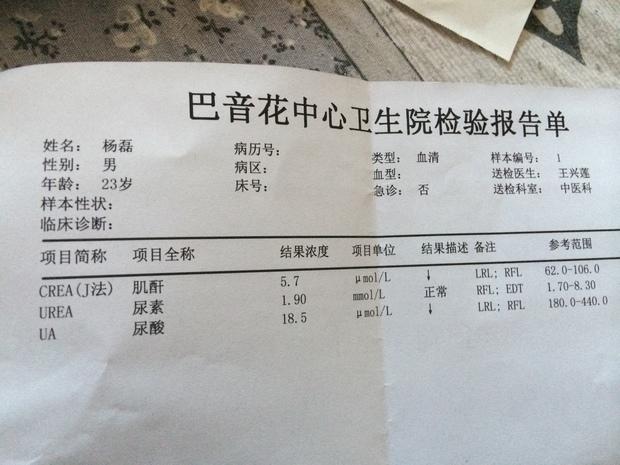 巴音花中心卫生院检验报告单
姓名： 杨磊 病历号： 类型： 血清 样本编号： 1
性别： 男 病区： 血型： 送检医生： 王兴莲
年龄： 23岁 床号： 急诊： 否 送检科室： 中医科
样本性状：
临床诊断：
项目简称 项目全称 结果浓度 项目单位 结果描述 备注 参考范围
CREA(J法) 肌酐 5.7 μmol/L ↓ LRL; RFL 62.0-106.0
UREA 尿素 1.90 mmol/L 正常 RFL; EDT 1.70-8.30
UA 尿酸 18.5 μmol/L ↓ LRL; RFL 180.0-440.0